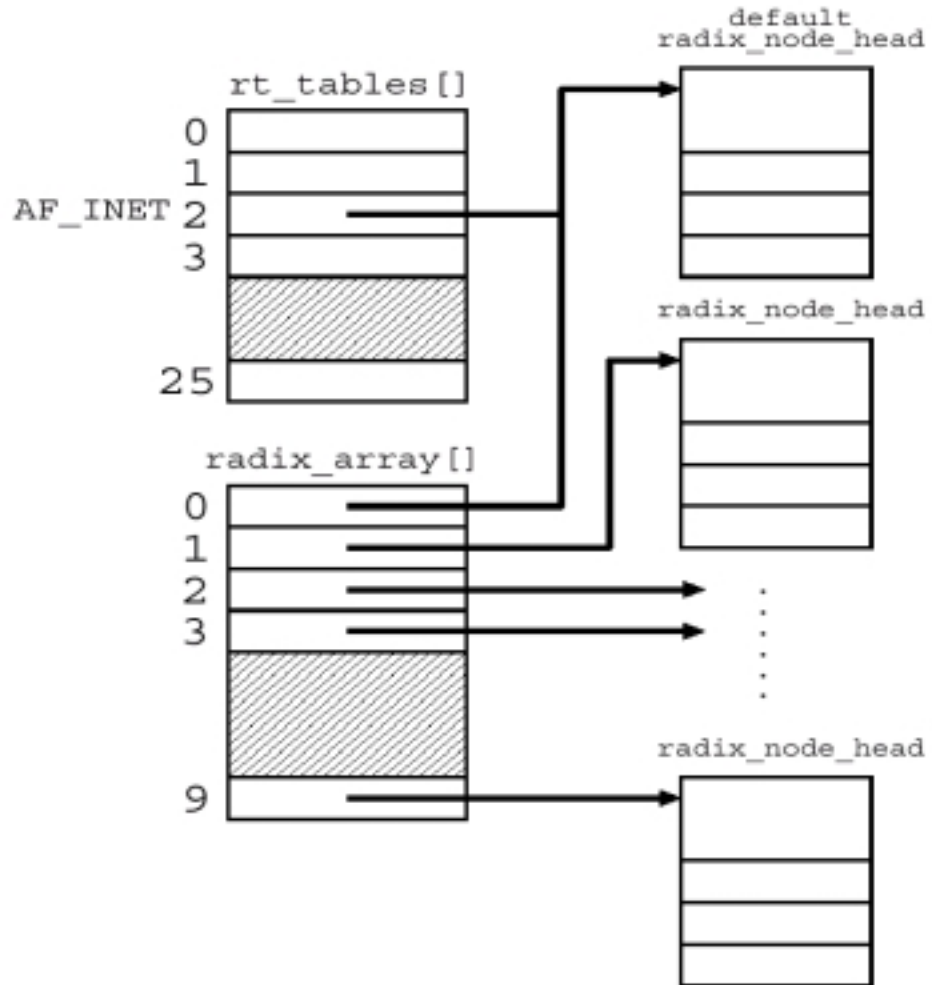 default
radix_node_head
rt_tables[]
0
1
AF_INET 2
3
25
radix_node_head
radix_array[]
0
1
2
3
9
radix_node_head